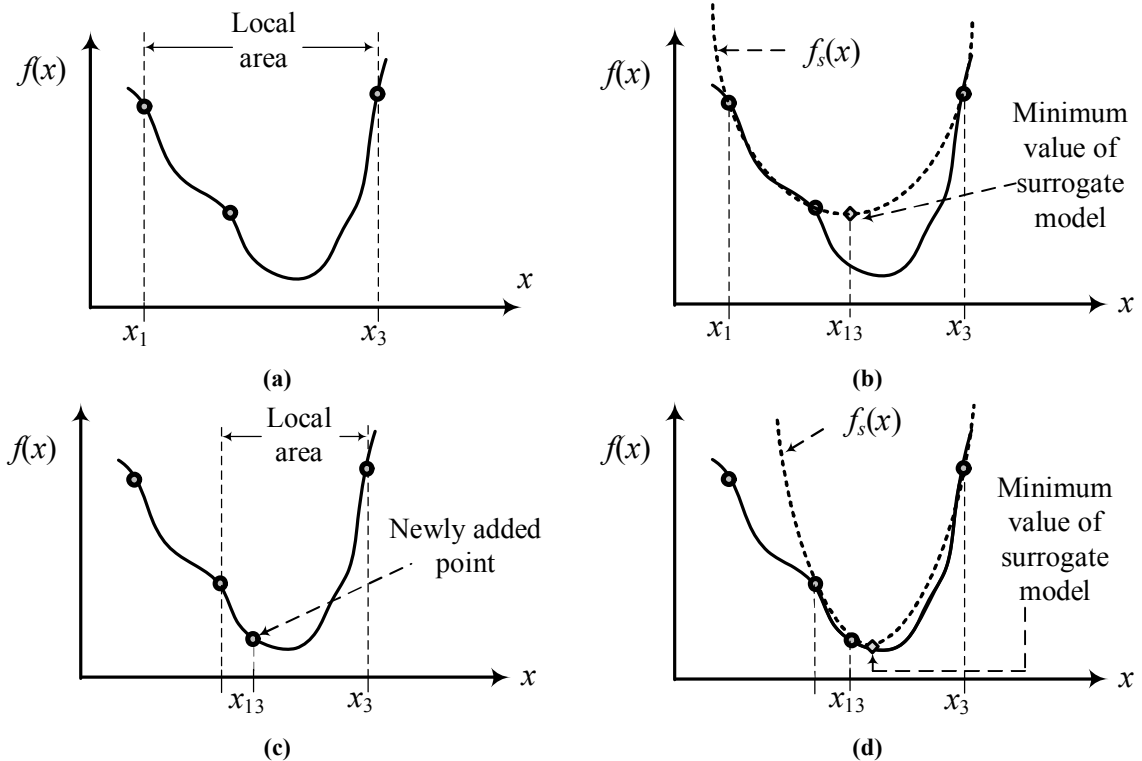 Local
area
f(x)
x
x1
x3
(a)
fs(x)
f(x)
Minimum
value of
surrogate
model
x
x1
x13
x3
(b)
Local
area
f(x)
Newly added
point
x
x13
x3
(c)
fs(x)
f(x)
Minimum
value of
surrogate
model
x
x13
x3
(d)